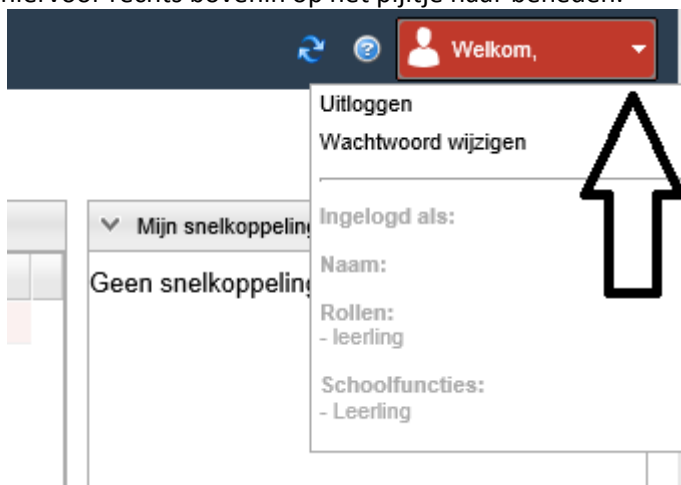 hiervoor rechts bovenin op het pijltje naar beneden.
Welkom,
Uitloggen
Wachtwoord wijzigen
Mijn snelkoppeling
Geen snelkoppeling
Ingelogd als:
Naam:
Rollen:
- leerling
Schoolfuncties:
- Leerling